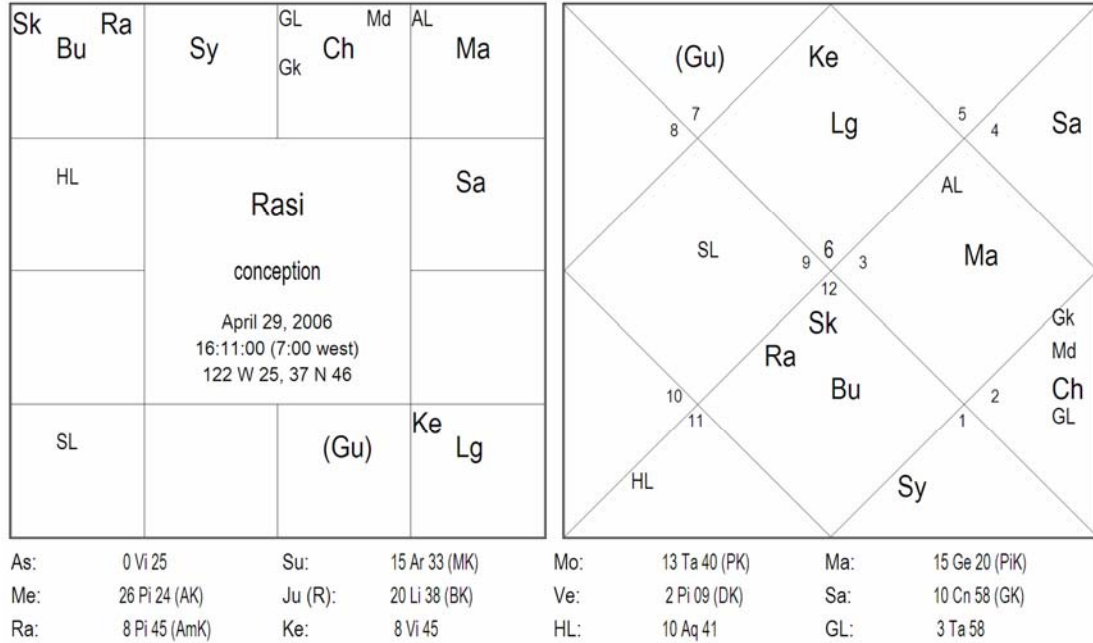 Sk Ra GL Md AL
Bu Sy Ch Ma
Gk
HL Sa
Rasi
conception
April 29, 2006
16:11:00 (7:00 west)
122 W 25, 37 N 46
SL (Gu) Ke Lg
(Gu) Ke
7 5
8 Lg 4 Sa
AL
SL 6 Ma
9 3
12
Sk Gk
Ra Md
Bu
10 2 Ch
11 1 GL
HL Sy
As: 0 Vi 25 Su: 15 Ar 33 (MK) Mo: 13 Ta 40 (PK) Ma: 15 Ge 20 (PiK)
Me: 26 Pi 24 (AK) Ju (R): 20 Li 38 (BK) Ve: 2 Pi 09 (DK) Sa: 10 Cn 58 (GK)
Ra: 8 Pi 45 (AmK) Ke: 8 Vi 45 HL: 10 Aq 41 GL: 3 Ta 58